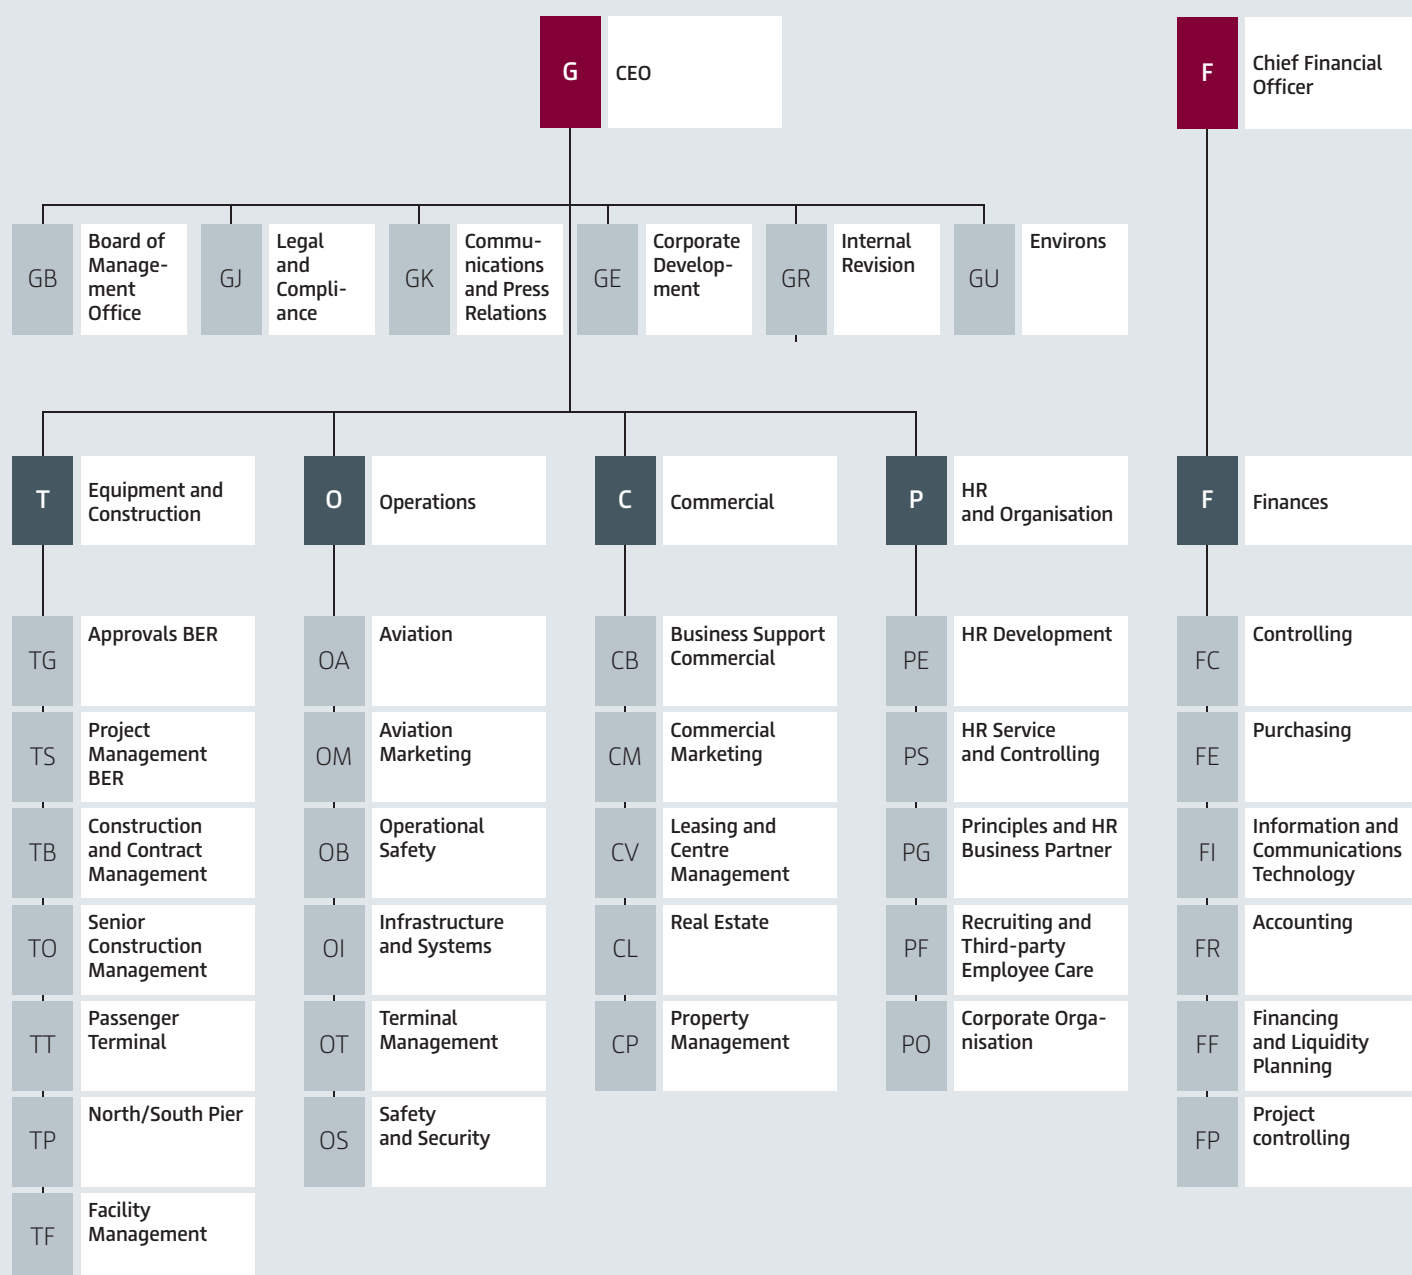 G
CEO
F
Chief Financial
Officer
GB
Board of
Manage-
ment
Office
GJ
Legal
and
Compli-
ance
GK
Commu-
nications
and Press
Relations
GE
Corporate
Develop-
ment
GR
Internal
Revision
GU
Environs
T
Equipment and
Construction
O
Operations
C
Commercial
P
HR
and Organisation
F
Finances
TG
Approvals BER
TS
Project
Management
BER
TB
Construction
and Contract
Management
TO
Senior
Construction
Management
TT
Passenger
Terminal
TP
North/South Pier
TF
Facility
Management
OA
Aviation
OM
Aviation
Marketing
OB
Operational
Safety
OI
Infrastructure
and Systems
OT
Terminal
Management
OS
Safety
and Security
CB
Business Support
Commercial
CM
Commercial
Marketing
CV
Leasing and
Centre
Management
CL
Real Estate
CP
Property
Management
PE
HR Development
PS
HR Service
and Controlling
PG
Principles and HR
Business Partner
PF
Recruiting and
Third-party
Employee Care
PO
Corporate Orga-
nisation
FC
Controlling
FE
Purchasing
FI
Information and
Communications
Technology
FR
Accounting
FF
Financing
and Liquidity
Planning
FP
Project
controlling